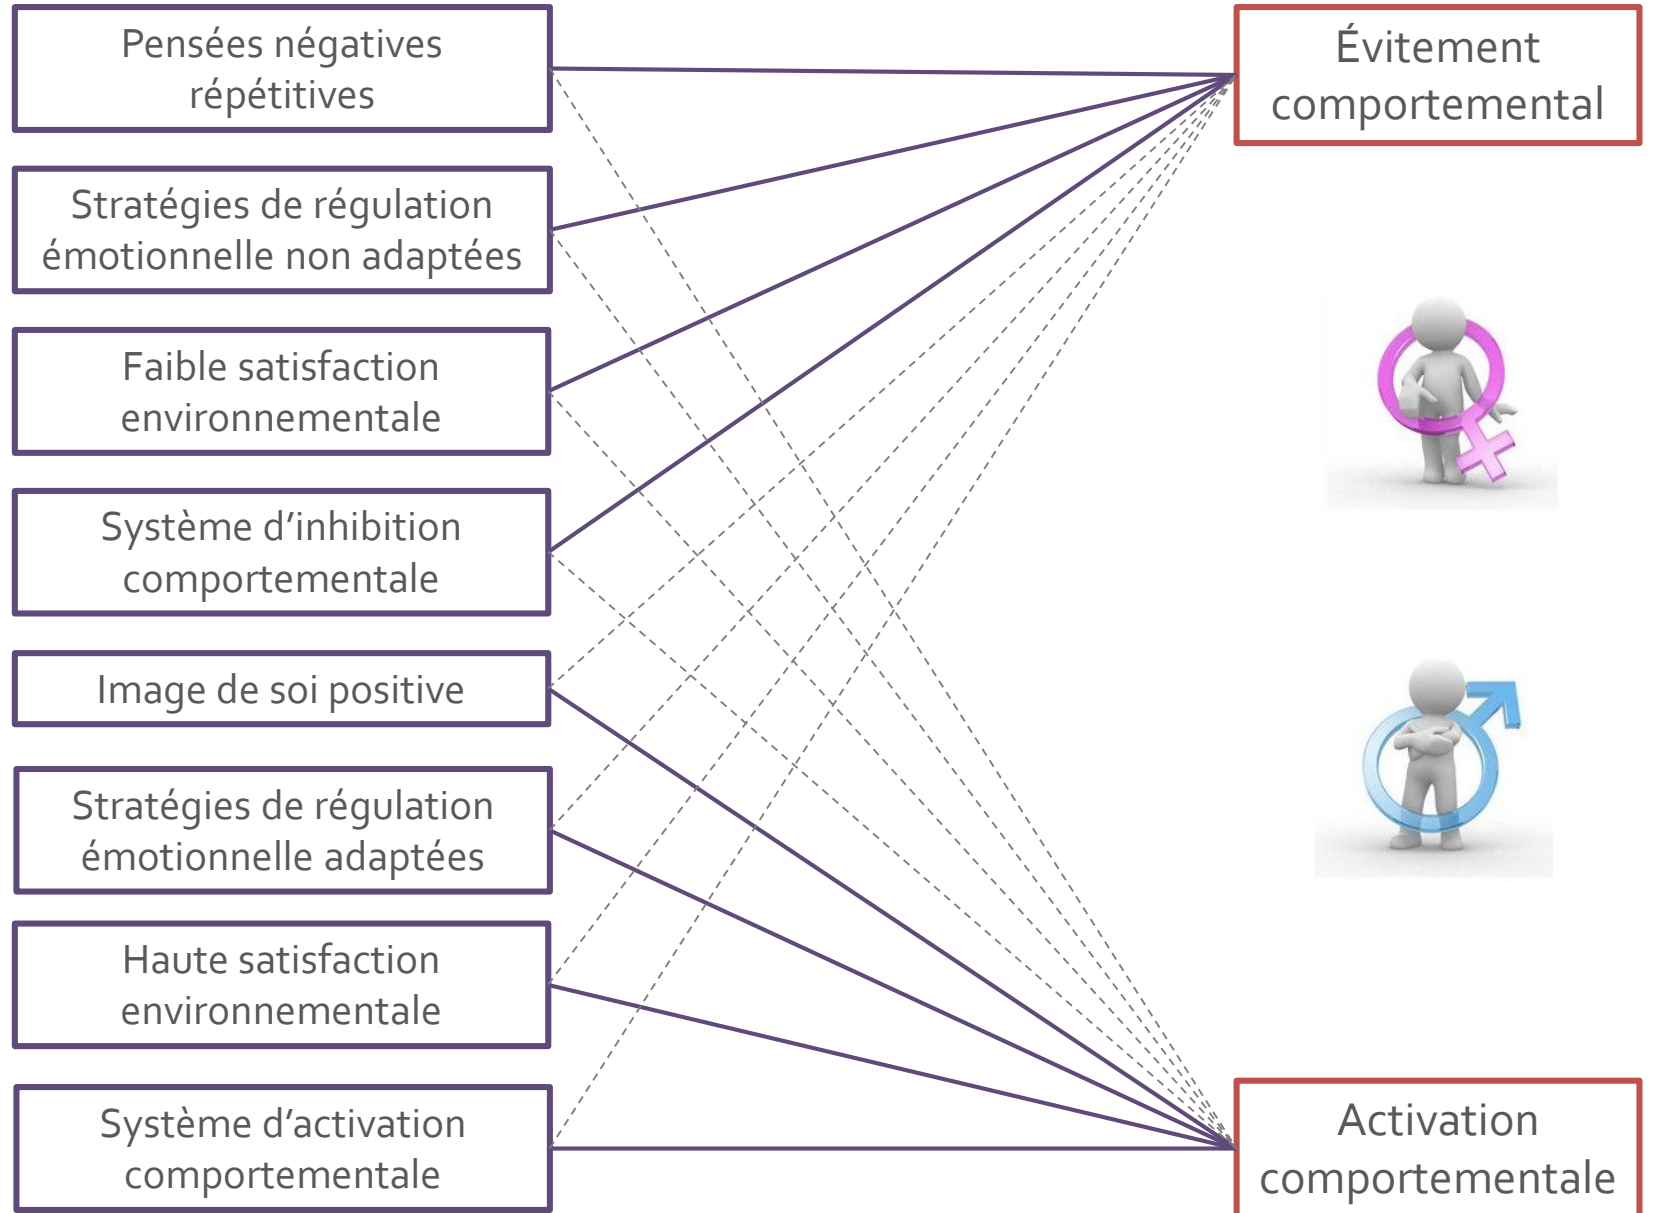 Pensées négatives
répétitives
Stratégies de régulation
émotionnelle non adaptées
Faible satisfaction
environnementale
Système d’inhibition
comportementale
Image de soi positive
Stratégies de régulation
émotionnelle adaptées
Haute satisfaction
environnementale
Système d’activation
comportementale
Évitement
comportemental
Activation
comportementale